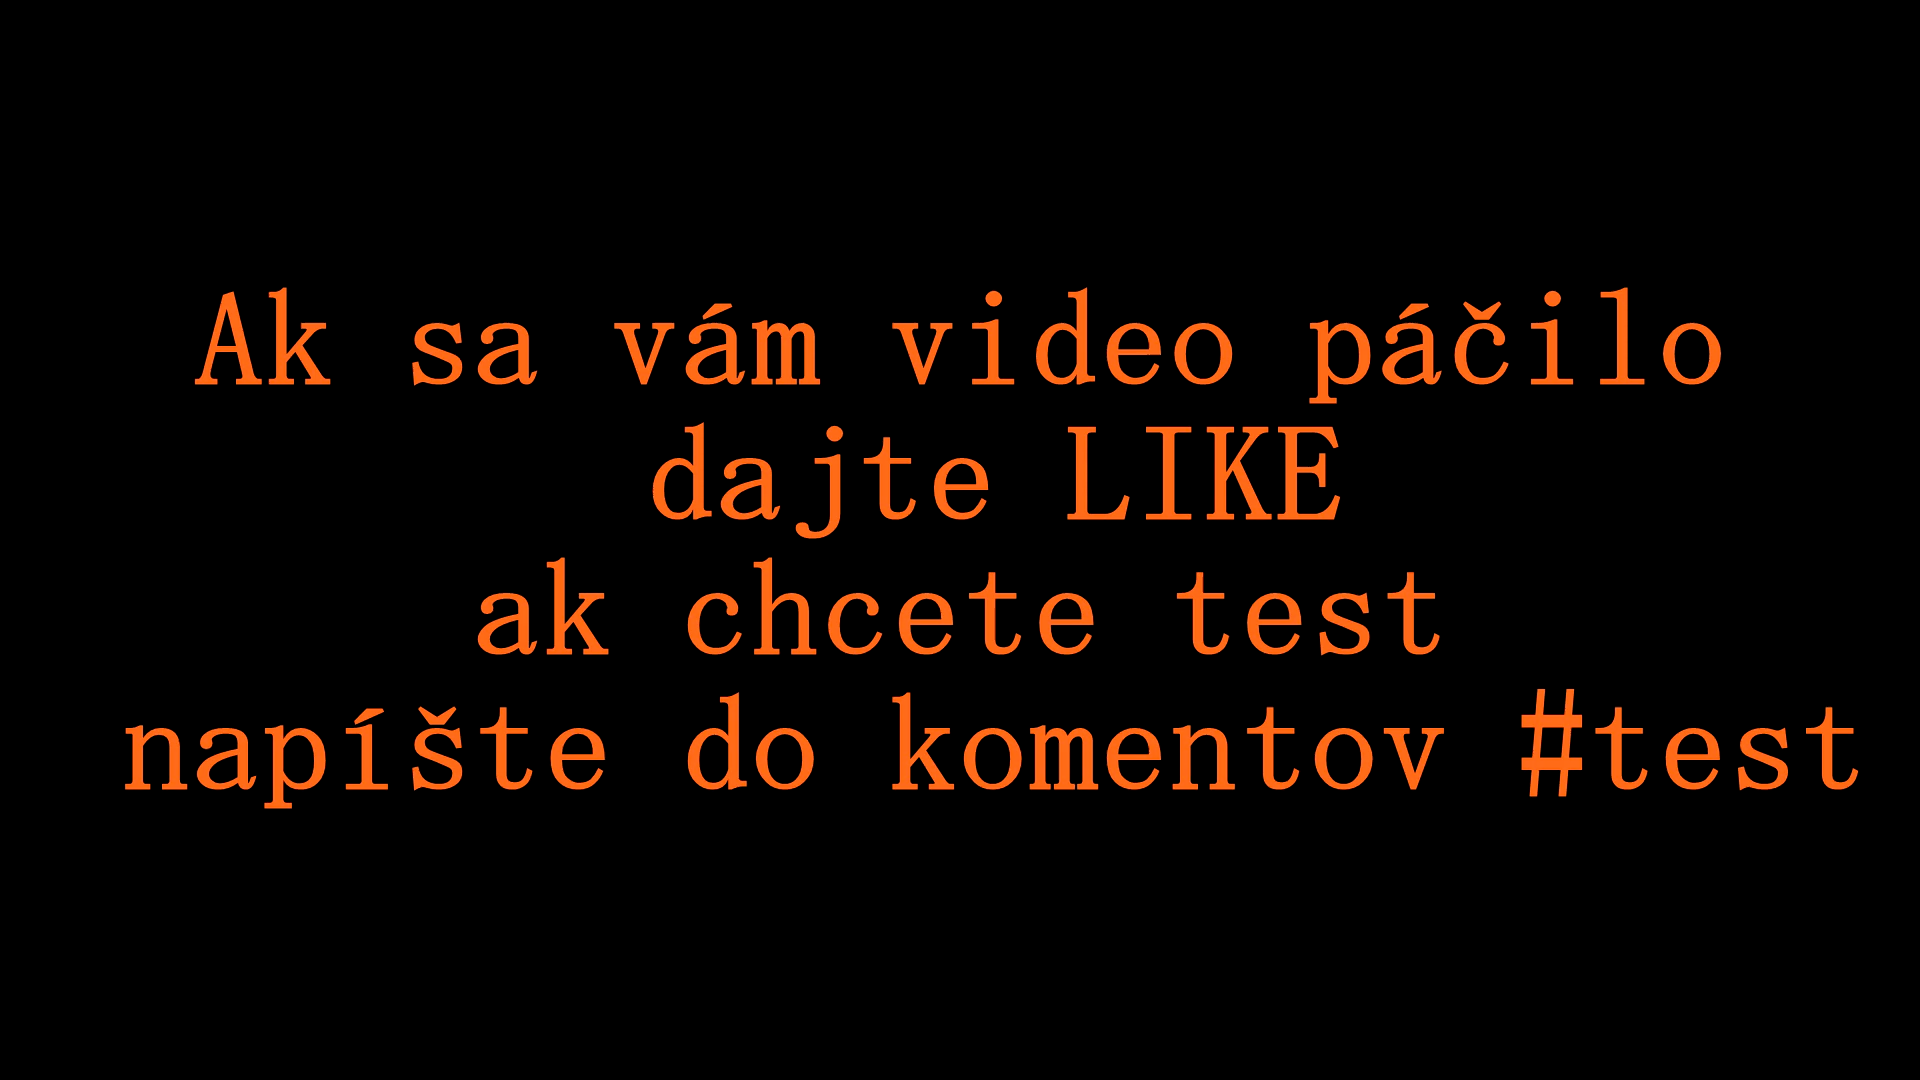 Ak sa vám video páčilo
dajte LIKE
ak chcete test
napíšte do komentov #test